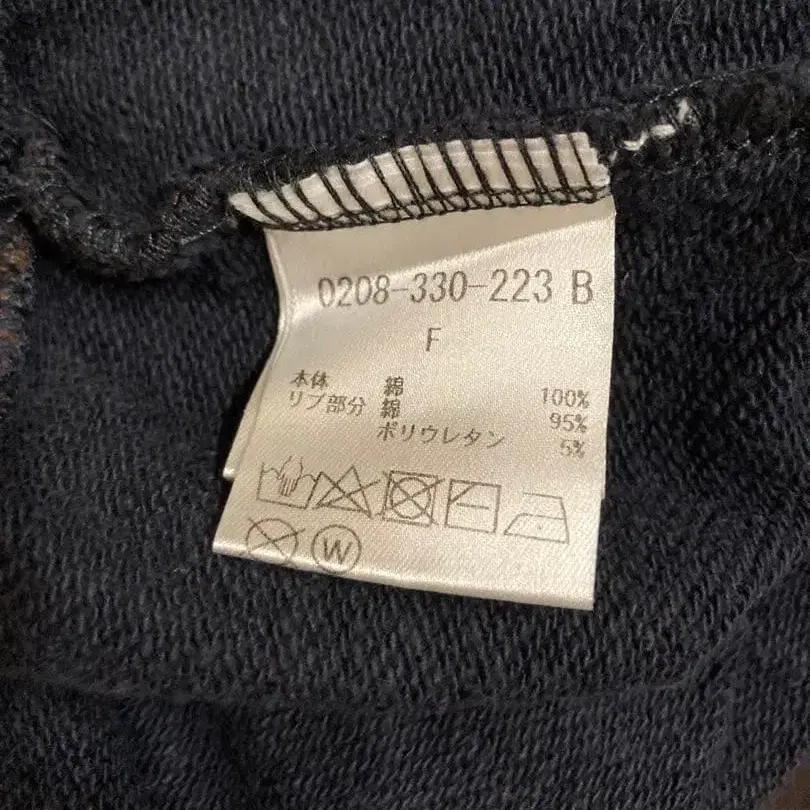 0208-330-223 B
F
本体 綿 100%
リブ部分 綿 95%
ポリウレタン 5%
W